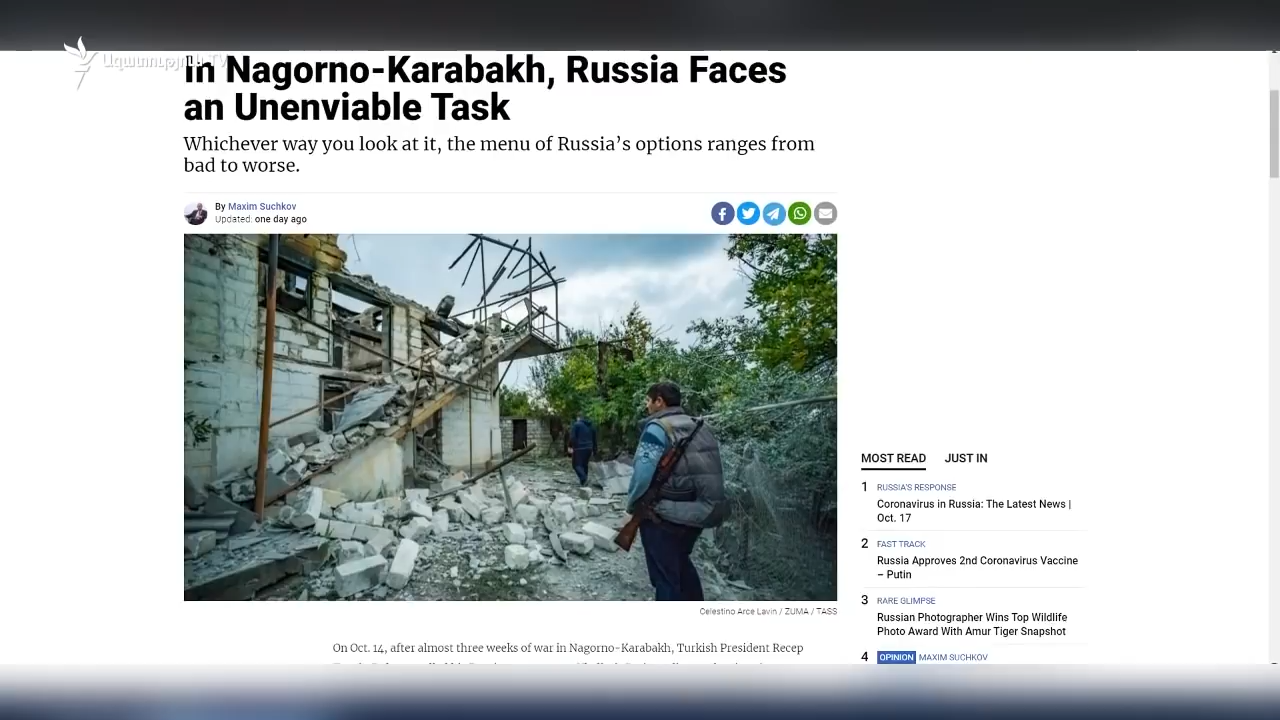 Ազատություն TV
In Nagorno-Karabakh, Russia Faces
an Unenviable Task
Whichever way you look at it, the menu of Russia’s options ranges from
bad to worse.
By Maxim Suchkov
Updated: one day ago
Celestino Arce Lavin / ZUMA / TASS
On Oct. 14, after almost three weeks of war in Nagorno-Karabakh, Turkish President Recep
MOST READ JUST IN
1 RUSSIA'S RESPONSE
Coronavirus in Russia: The Latest News |
Oct. 17
2 FAST TRACK
Russia Approves 2nd Coronavirus Vaccine
– Putin
3 RARE GLIMPSE
Russian Photographer Wins Top Wildlife
Photo Award With Amur Tiger Snapshot
4 OPINION MAXIM SUCHKOV